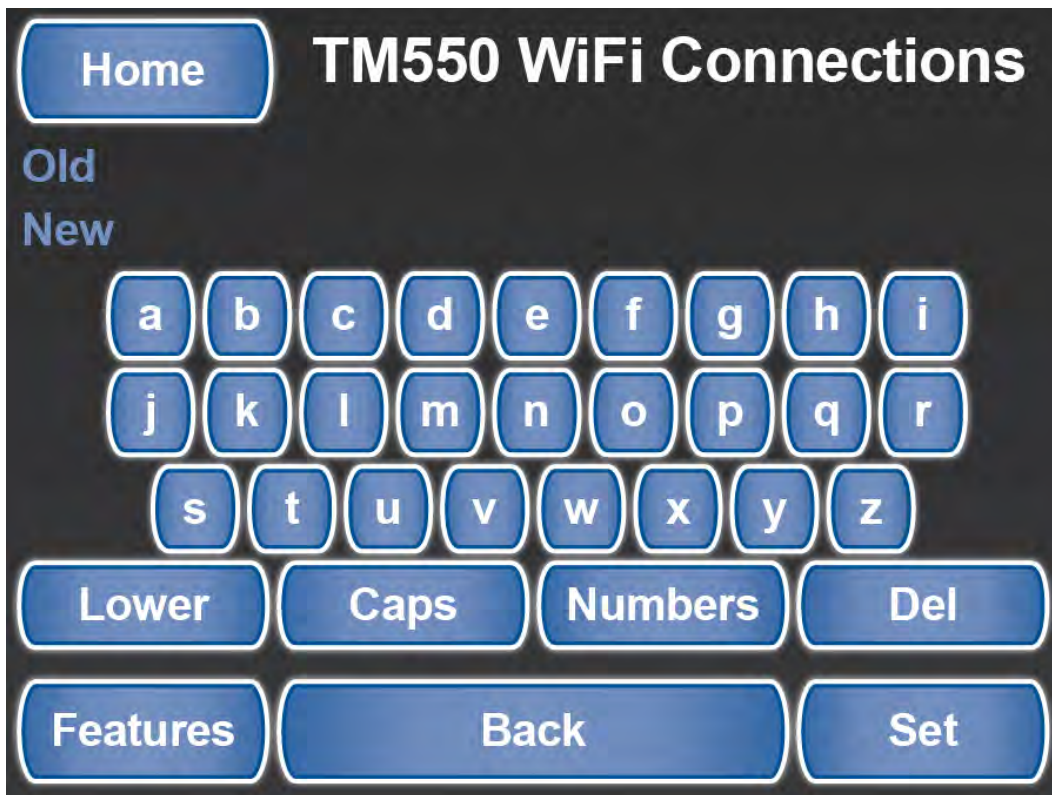 Home TM550 WiFi Connections
Old
New
a b c d e f g h i
j k l m n o p q r
s t u v w x y z
Lower Caps Numbers Del
Features Back Set